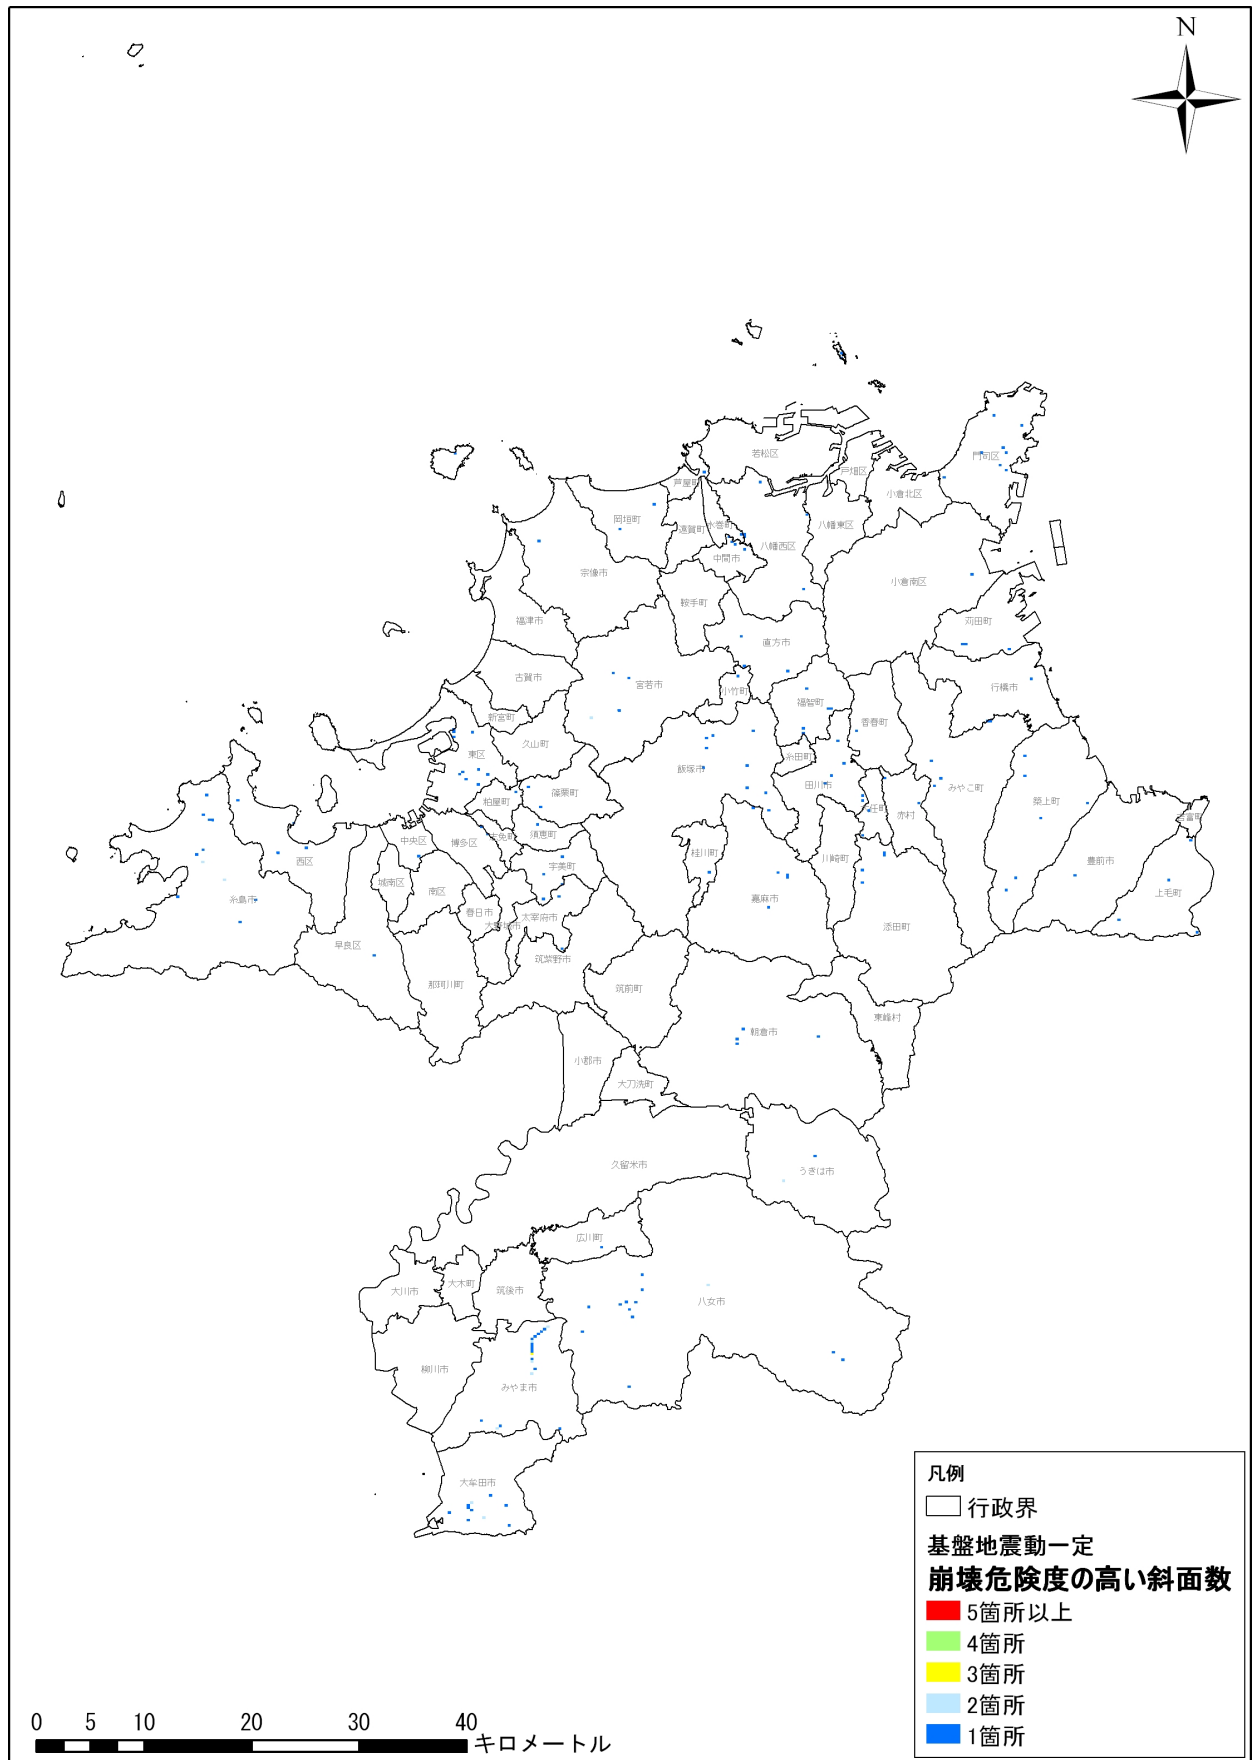 N
若松区
戸畑区
門司区
芦屋町
小倉北区
岡垣町
遠賀町
水巻町
八幡西区
八幡東区
中間市
宗像市
小倉南区
鞍手町
福津市
苅田町
直方市
古賀市
宮若市
小竹町
行橋市
福智町
新宮町
香春町
久山町
東区
糸田町
飯塚市
田川市
みやこ町
篠栗町
粕屋町
築上町
大任町
赤村
吉富町
須恵町
志免町
博多区
中央区
西区
宇美町
桂川町
川崎町
豊前市
城南区
南区
上毛町
糸島市
嘉麻市
春日市
太宰府市
大野城市
添田町
早良区
筑紫野市
那珂川町
筑前町
東峰村
朝倉市
小郡市
大刀洗町
久留米市
うきは市
広川町
大川市
大木町
筑後市
八女市
柳川市
みやま市
大牟田市
凡例
行政界
基盤地震動一定
崩壊危険度の高い斜面数
5箇所以上
4箇所
3箇所
2箇所
1箇所
0 5 10 20 30 40
キロメートル